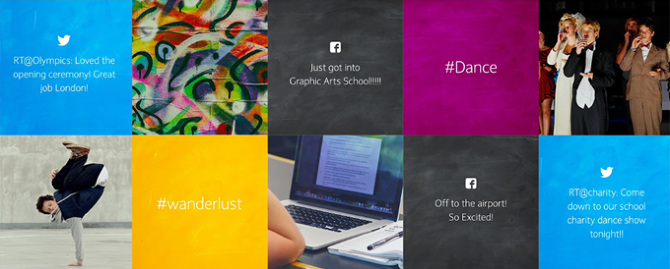 RT@Olympics: Loved the
opening ceremony! Great
job London!
Just got into
Graphic Arts School!!!!!
#Dance
#wanderlust
Off to the airport!
So Excited!
RT@charity: Come
down to our school
charity dance show
tonight!!